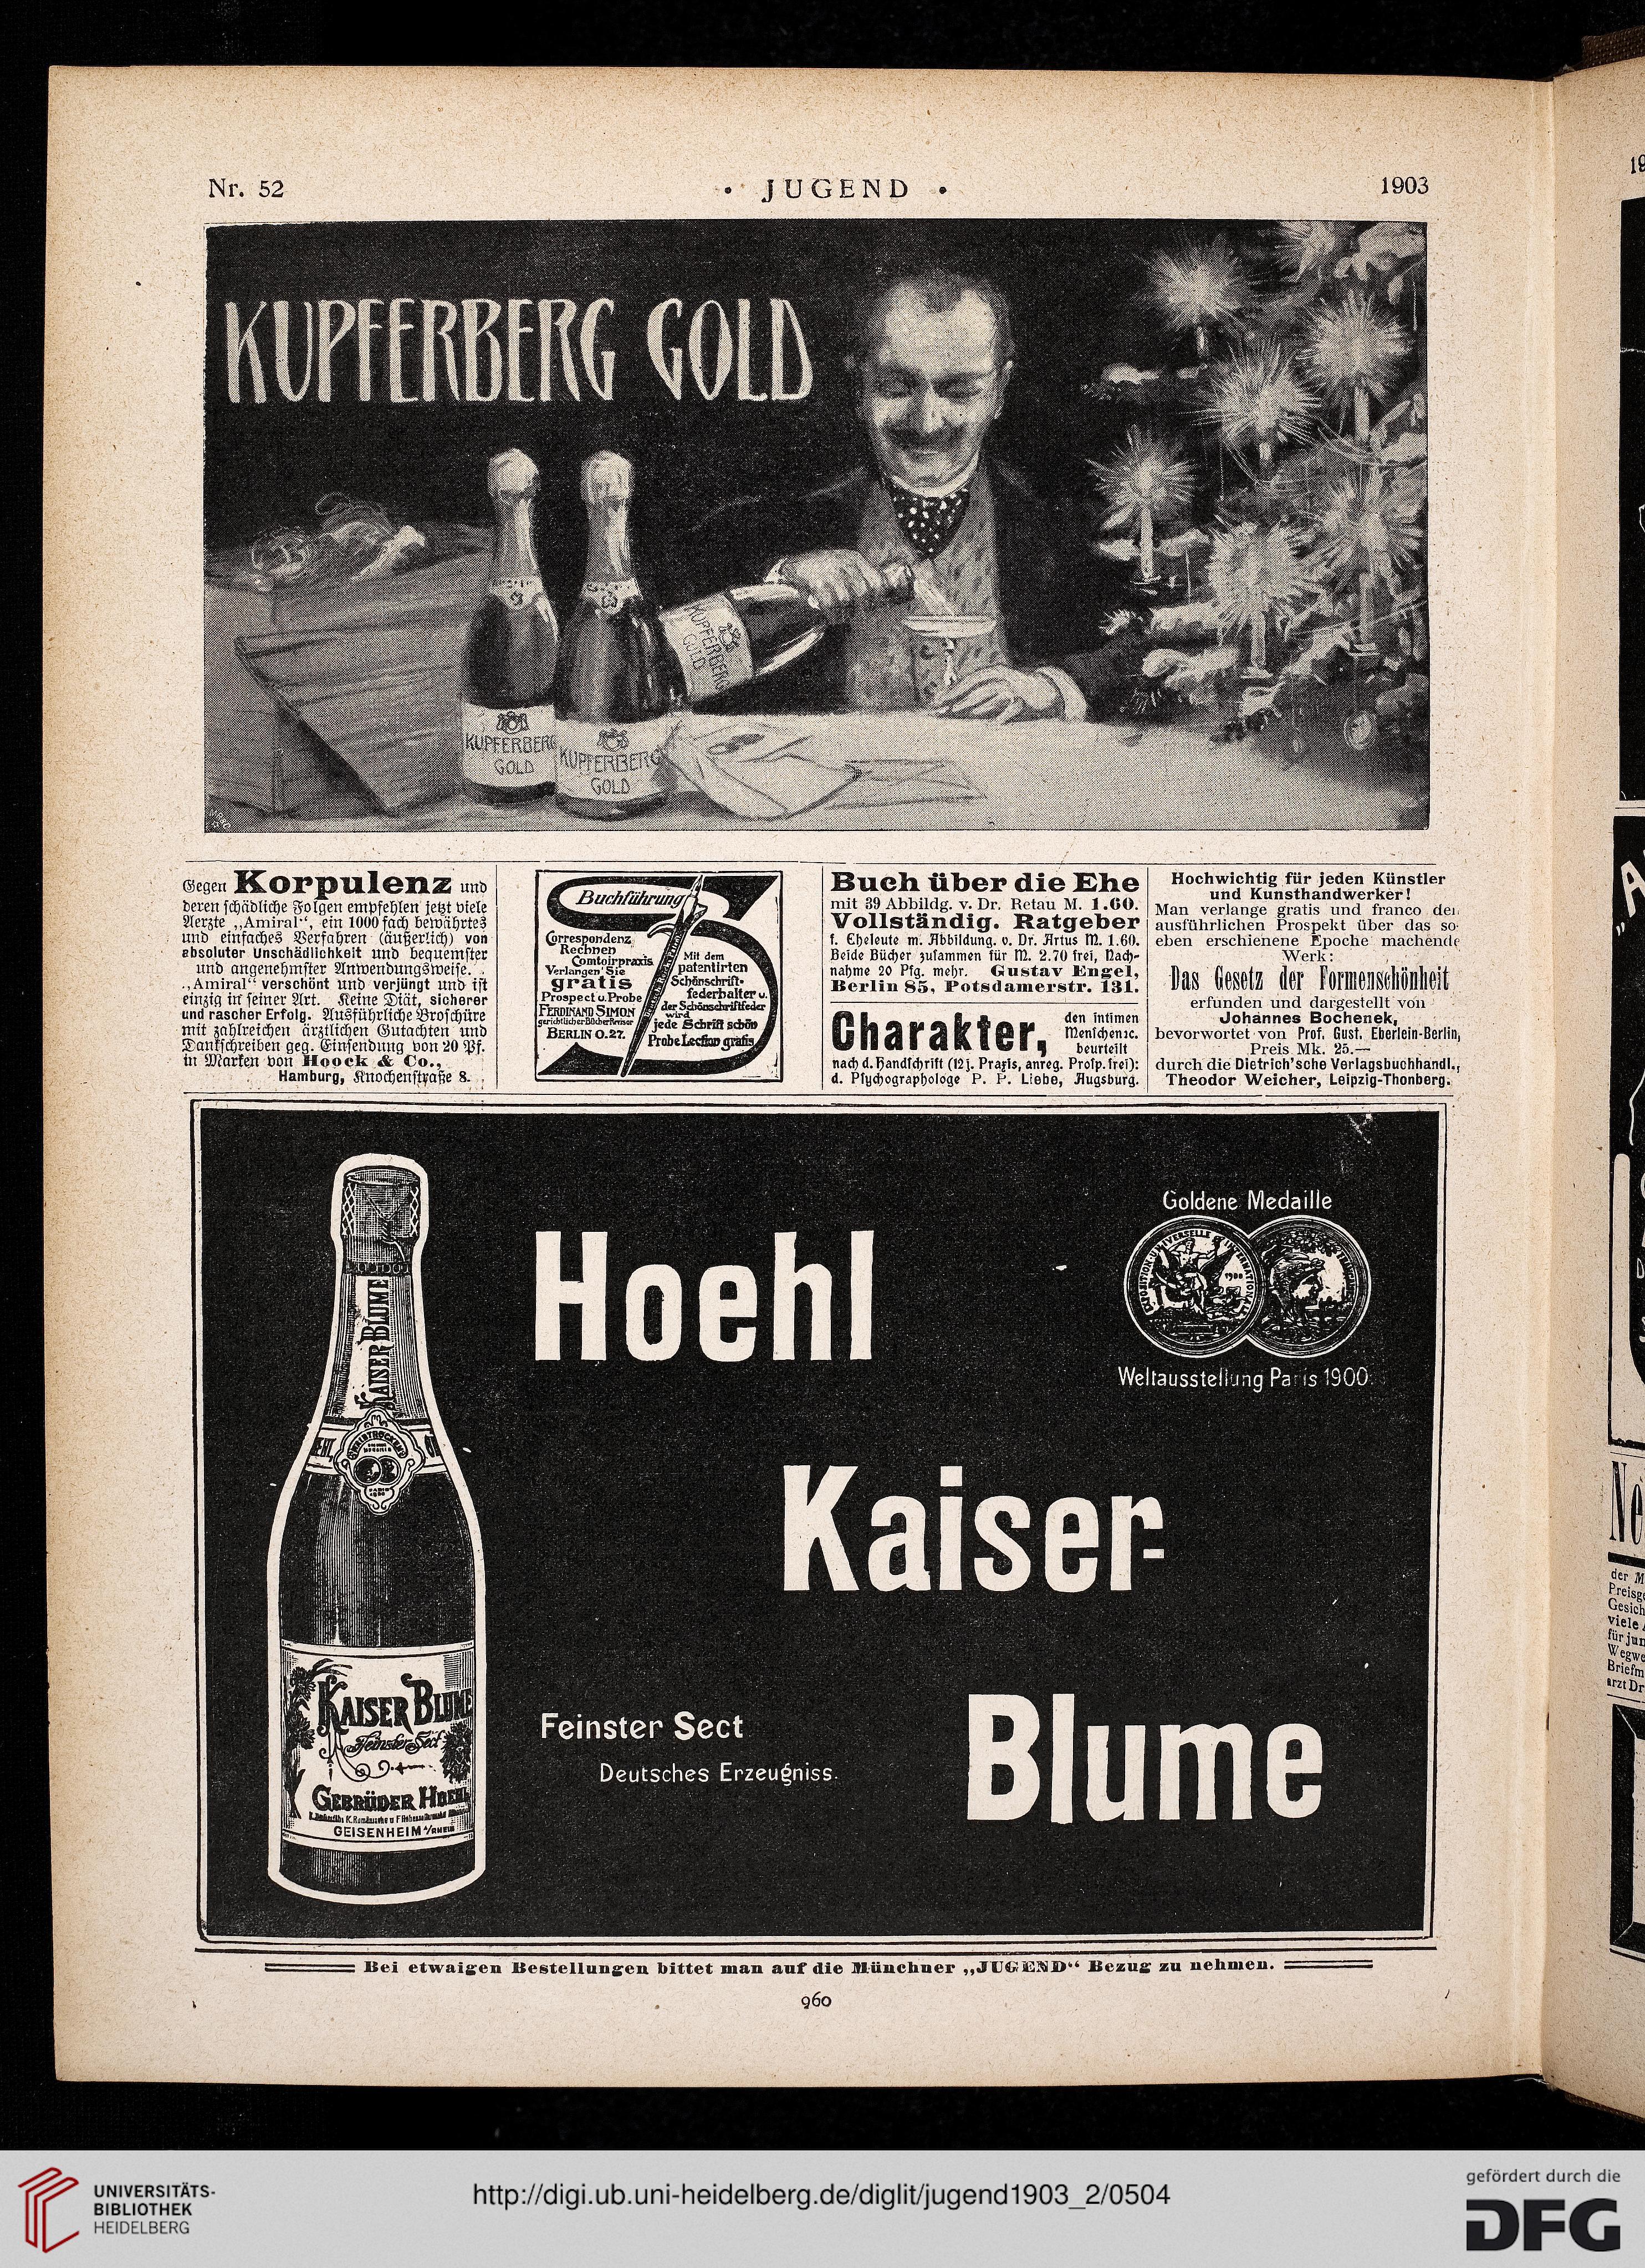 Nr. 52
· JUGEND ·
1903
KUPFERBERG GOLD
KUPFERBERG
GOLD
KUPFERBERG
GOLD
KUPFERBERG
GOLD
Gegen Korpulenz und
deren schädliche Folgen empfehlen jetzt viele
Aerzte „Amiral“, ein 1000fach bewährtes
und einfaches Verfahren (äußerlich) von
absoluter Unschädlichkeit und bequemster
und angenehmster Anwendungsweise.
„Amiral“ verschönt und verjüngt und ist
einzig in seiner Art. Keine Diät, sicherer
und rascher Erfolg. Ausführliche Broschüre
mit zahlreichen ärztlichen Gutachten und
Dankschreiben geg. Einsendung von 20 Pf.
in Marken von Hoock & Co.,
Hamburg, Knochenstraße 8.
Buchführung
Correspondenz
Rechnen
Comtoirpraxis
Verlangen Sie
gratis
Prospect u. Probe
FERDINAND SIMON
gerichtlicher Bücher Revisor
BERLIN O.27.
Mit dem
patentirten
Schönschrift-
federhalter u.
der Schönschriftfeder
wird
jede Schrift schön
Probe Lection gratis
Buch über die Ehe
mit 39 Abbildg. v. Dr. Retau M. 1.60.
Vollständig. Ratgeber
f. Eheleute m. Abbildung. v. Dr. Artus M. 1.60.
Beide Bücher zusammen für M. 2.70 frei, Nach-
nahme 20 Pfg. mehr. Gustav Engel,
Berlin 85, Potsdamerstr. 131.
Charakter,
den intimen
Menschen ꝛc.
beurteilt
nach d. Handschrift (12 j. Praxis, anreg. Prosp. frei):
d. Psychographologe P. P. Liebe, Augsburg.
Hochwichtig für jeden Künstler
und Kunsthandwerker!
Man verlange gratis und franco den
ausführlichen Prospekt über das so-
eben erschienene Epoche machende
Werk:
Das Gesetz der Formenschönheit
erfunden und dargestellt von
Johannes Bochenek,
bevorwortet von Prof. Gust. Eberlein-Berlin,
Preis Mk. 25.—
durch die Dietrich'sche Verlagsbuchhandl.,
Theodor Weicher, Leipzig-Thonberg.
Hoehl
Goldene Medaille
EXPOSITION UNIVERSELLE INTERNATIONALE
1900
Weltausstellung Paris 1900.
KAISER BLUME
Kaiser-
Blume
KAISER BLUME
Feinster Sect
GEBRÜDER HOEHL
GEISENHEIM a/RHEIN
Feinster Sect
Deutsches Erzeugniss.
Bei etwaigen Bestellungen bittet man auf die Münchner „JUGEND“ Bezug zu nehmen.
960
UNIVERSITÄTS-
BIBLIOTHEK
HEIDELBERG
http://digi.ub.uni-heidelberg.de/diglit/jugend1903_2/0504
gefördert durch die
DFG